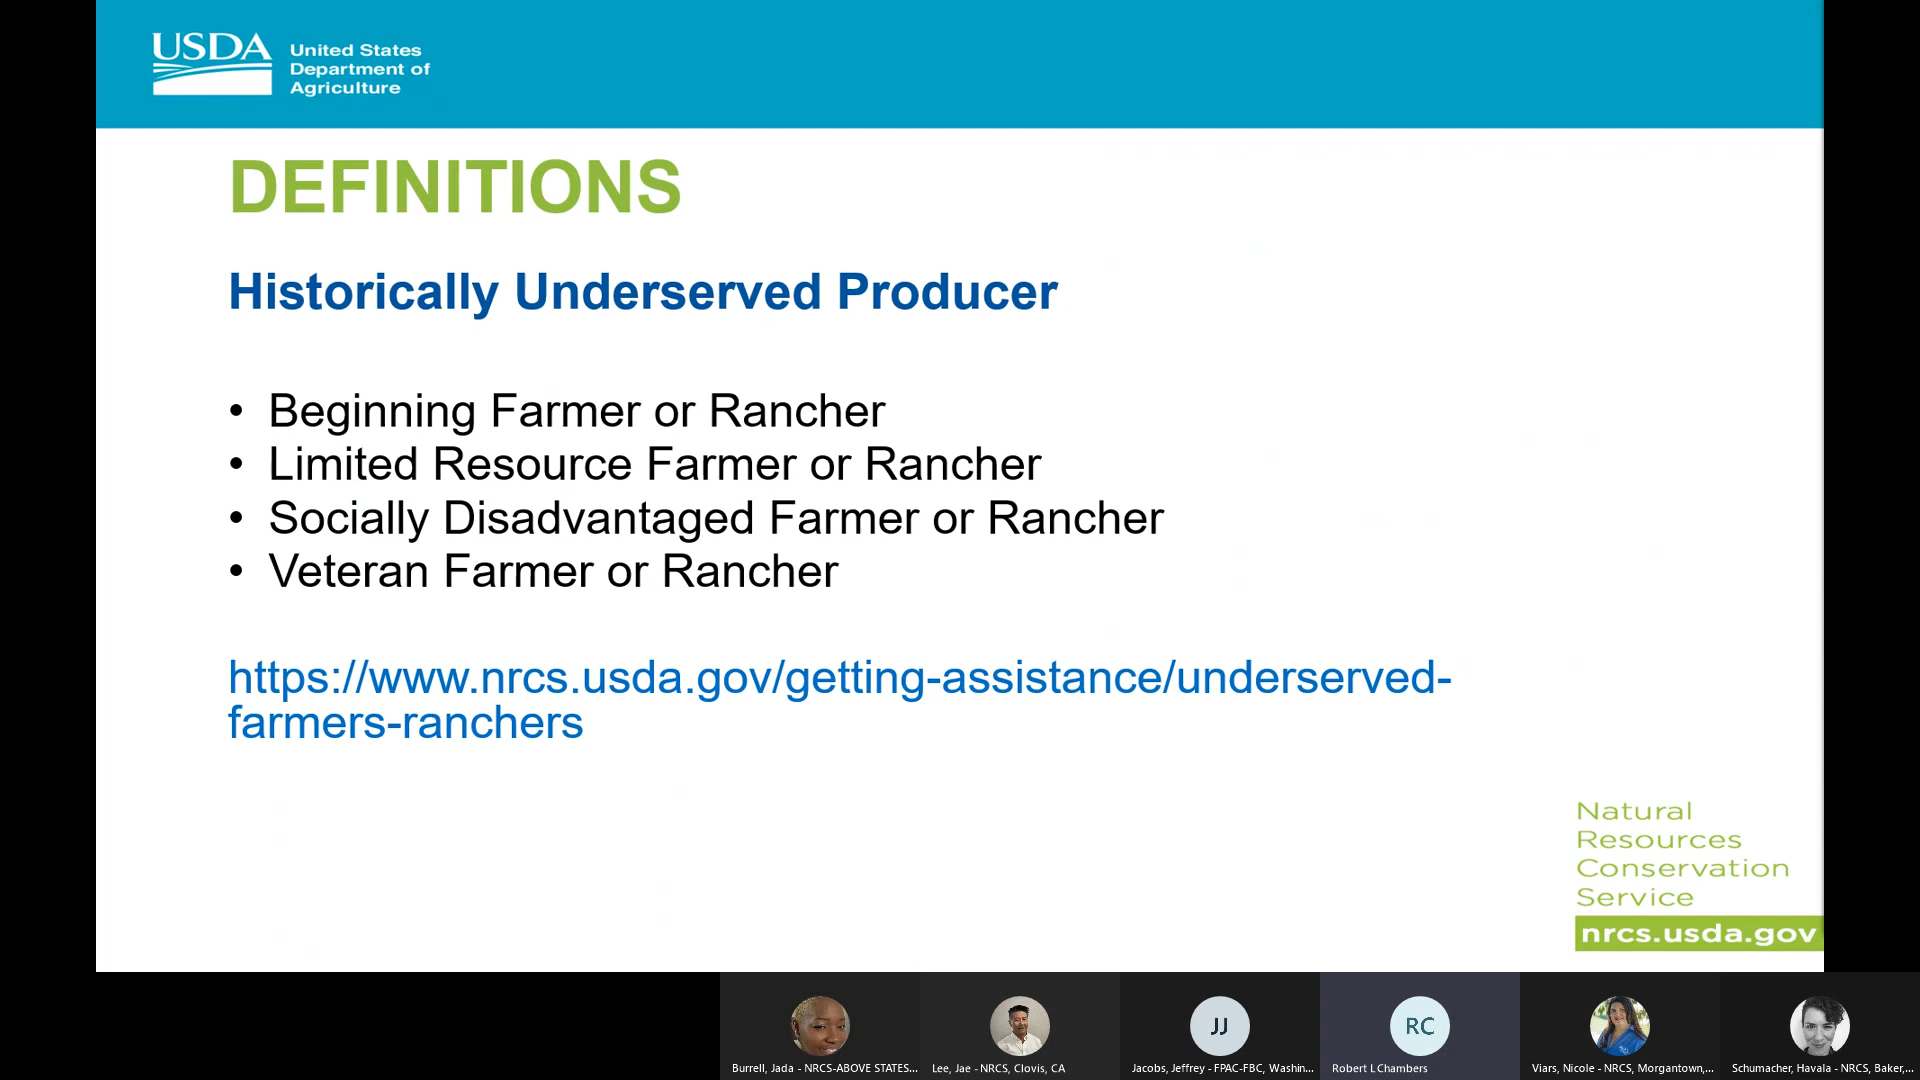 USDA
United States
Department of
Agriculture
DEFINITIONS
Historically Underserved Producer
• Beginning Farmer or Rancher
• Limited Resource Farmer or Rancher
• Socially Disadvantaged Farmer or Rancher
• Veteran Farmer or Rancher
https://www.nrcs.usda.gov/getting-assistance/underserved-
farmers-ranchers
Natural
Resources
Conservation
Service
nrcs.usda.gov
JJ
RC
Burrell, Jada - NRCS-ABOVE STATES...
Lee, Jae - NRCS, Clovis, CA
Jacobs, Jeffrey - FPAC-FBC, Washin...
Robert L Chambers
Viars, Nicole - NRCS, Morgantown,...
Schumacher, Havala - NRCS, Baker,...